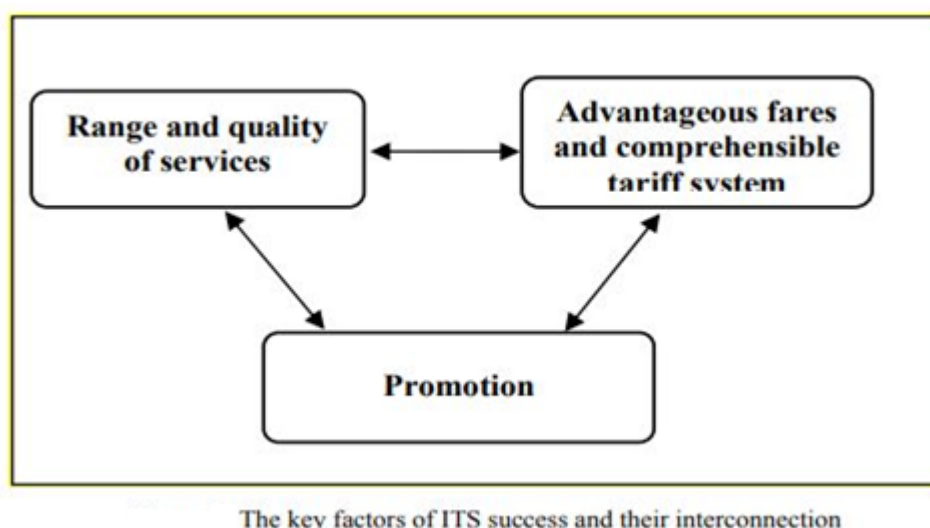 Range and quality
of services
Advantageous fares
and comprehensible
tariff system
Promotion
The key factors of ITS success and their interconnection